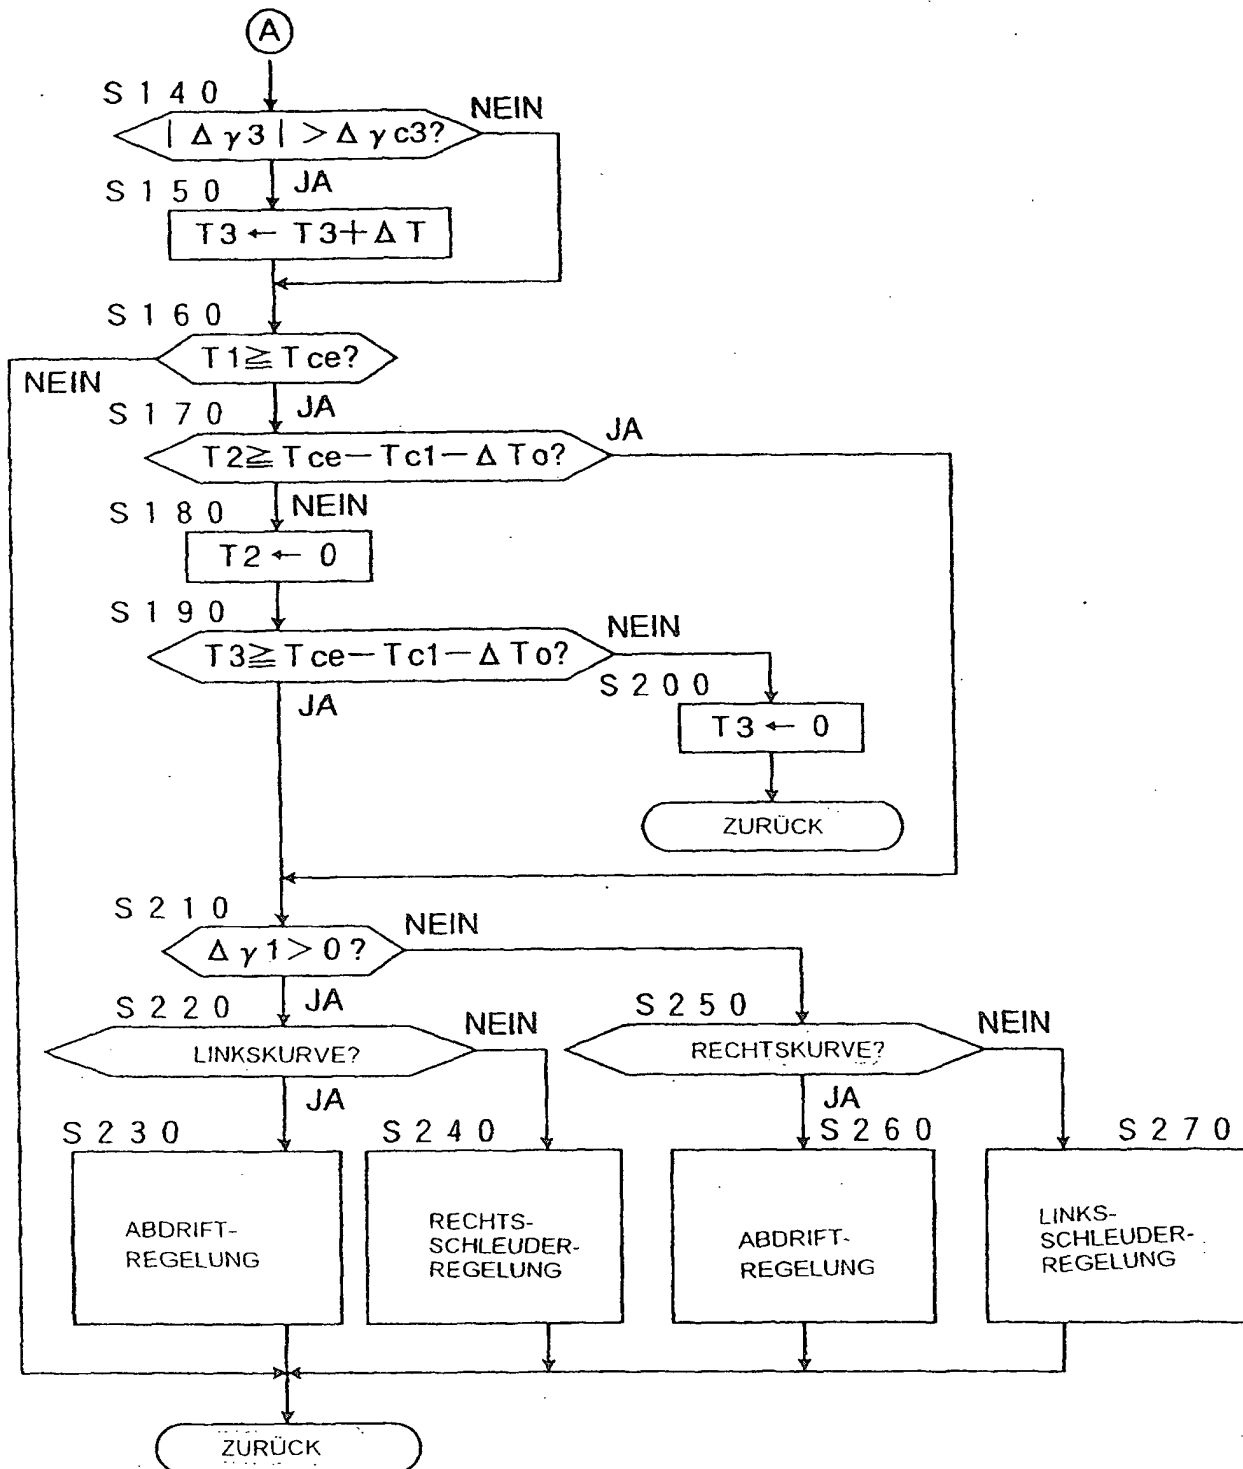 A
S140
| Δγ3 | > Δγc3?
NEIN
JA
S150
T3 ← T3+ΔT
S160
T1≧Tce?
NEIN
JA
S170
T2≧Tce−Tc1−ΔTo?
JA
NEIN
S180
T2 ← 0
S190
T3≧Tce−Tc1−ΔTo?
NEIN
JA
S200
T3 ← 0
ZURÜCK
S210
Δγ1>0?
NEIN
JA
S220
LINKSKURVE?
NEIN
JA
S250
RECHTSKURVE?
NEIN
JA
S230
ABDRIFT-
REGELUNG
S240
RECHTS-
SCHLEUDER-
REGELUNG
S260
ABDRIFT-
REGELUNG
S270
LINKS-
SCHLEUDER-
REGELUNG
ZURÜCK